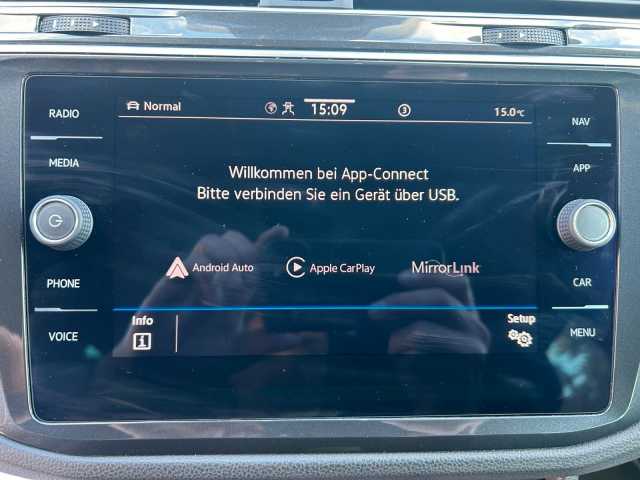 RADIO
MEDIA
PHONE
VOICE
Normal
15:09
3
15.0°C
Willkommen bei App-Connect
Bitte verbinden Sie ein Gerät über USB.
Android Auto
Apple CarPlay
MirrorLink
Info
Setup
NAV
APP
CAR
MENU